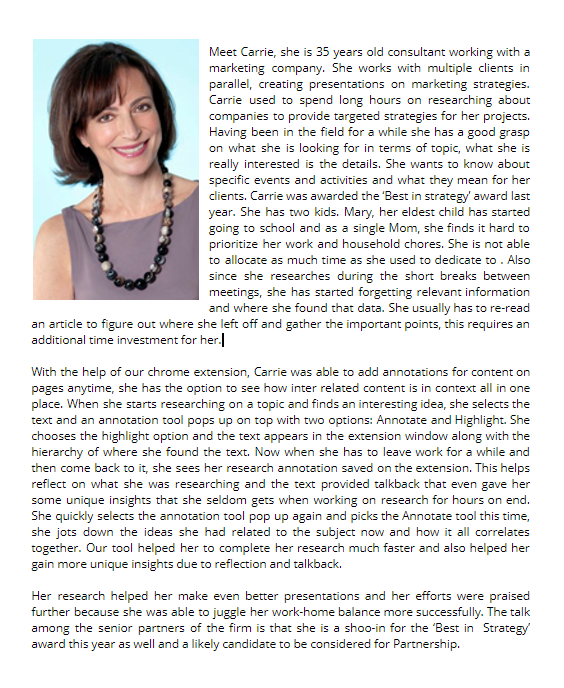 Meet Carrie, she is 35 years old consultant working with a
marketing company. She works with multiple clients in
parallel, creating presentations on marketing strategies.
Carrie used to spend long hours on researching about
companies to provide targeted strategies for her projects.
Having been in the field for a while she has a good grasp
on what she is looking for in terms of topic, what she is
really interested is the details. She wants to know about
specific events and activities and what they mean for her
clients. Carrie was awarded the ‘Best in strategy’ award last
year. She has two kids. Mary, her eldest child has started
going to school and as a single Mom, she finds it hard to
prioritize her work and household chores. She is not able
to allocate as much time as she used to dedicate to . Also
since she researches during the short breaks between
meetings, she has started forgetting relevant information
and where she found that data. She usually has to re-read
an article to figure out where she left off and gather the important points, this requires an
additional time investment for her.
With the help of our chrome extension, Carrie was able to add annotations for content on
pages anytime, she has the option to see how inter related content is in context all in one
place. When she starts researching on a topic and finds an interesting idea, she selects the
text and an annotation tool pops up on top with two options: Annotate and Highlight. She
chooses the highlight option and the text appears in the extension window along with the
hierarchy of where she found the text. Now when she has to leave work for a while and
then come back to it, she sees her research annotation saved on the extension. This helps
reflect on what she was researching and the text provided talkback that even gave her
some unique insights that she seldom gets when working on research for hours on end.
She quickly selects the annotation tool pop up again and picks the Annotate tool this time,
she jots down the ideas she had related to the subject now and how it all correlates
together. Our tool helped her to complete her research much faster and also helped her
gain more unique insights due to reflection and talkback.
Her research helped her make even better presentations and her efforts were praised
further because she was able to juggle her work-home balance more successfully. The talk
among the senior partners of the firm is that she is a shoo-in for the ‘Best in  Strategy’
award this year as well and a likely candidate to be considered for Partnership.